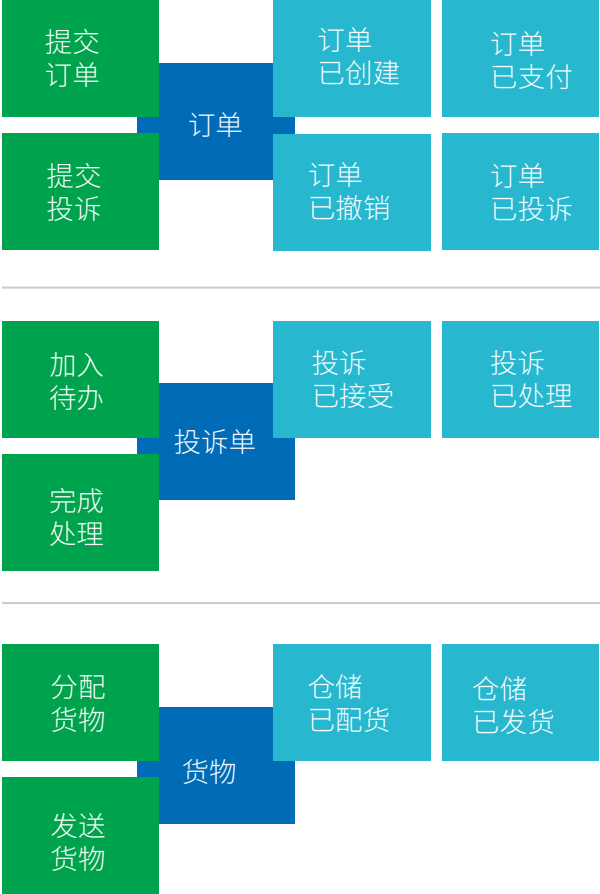 提交
订单
订单
订单
已创建
订单
已支付
提交
投诉
订单
已撤销
订单
已投诉
加入
待办
投诉单
投诉
已接受
投诉
已处理
完成
处理
分配
货物
货物
仓储
已配货
仓储
已发货
发送
货物